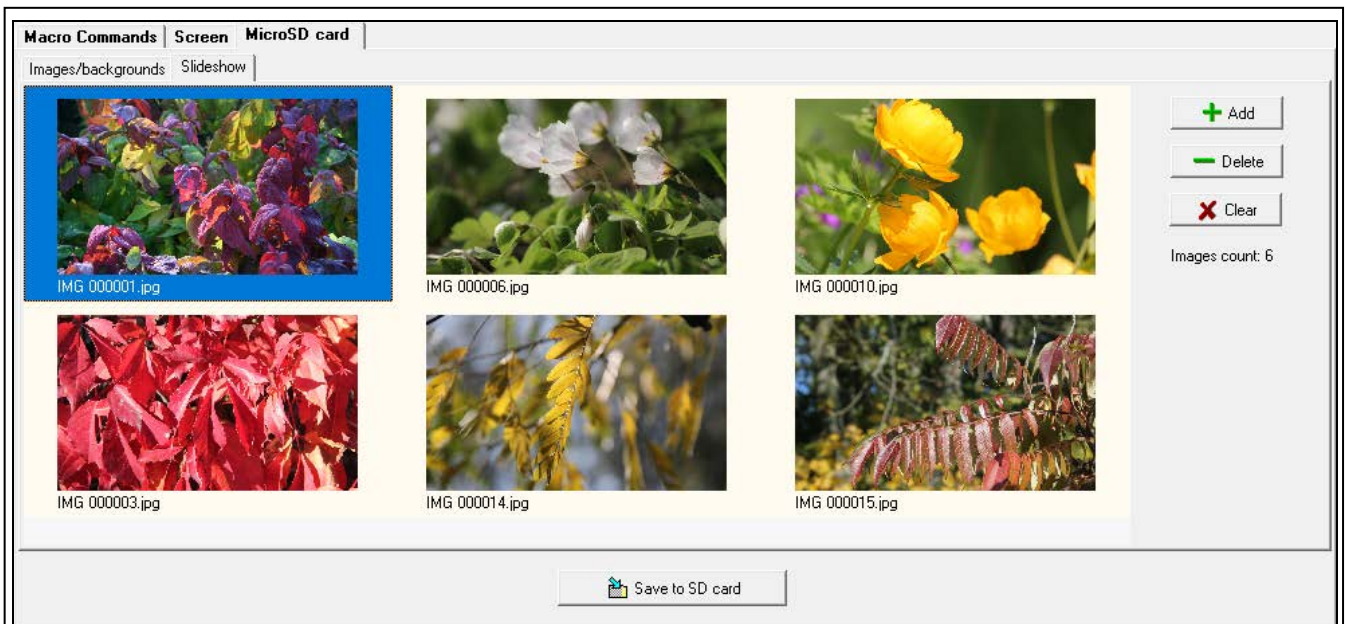 Macro Commands Screen MicroSD card
Images/backgrounds Slideshow
Add
Delete
Clear
Images count: 6
IMG 000001.jpg IMG 000006.jpg IMG 000010.jpg
IMG 000003.jpg IMG 000014.jpg IMG 000015.jpg
Save to SD card